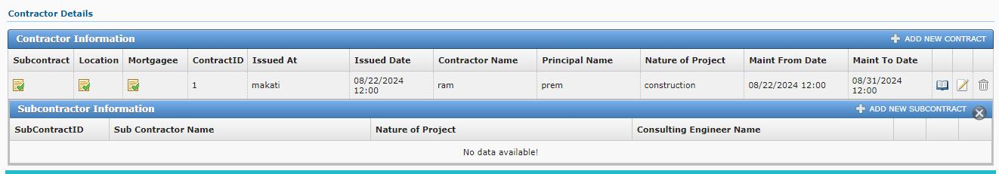 Contractor Details
Contractor Information ADD NEW CONTRACT
Subcontract Location Mortgagee ContractID Issued At Issued Date Contractor Name Principal Name Nature of Project Maint From Date Maint To Date
1 makati 08/22/2024 12:00 ram prem construction 08/22/2024 12:00 08/31/2024 12:00
Subcontractor Information ADD NEW SUBCONTRACT
SubContractID Sub Contractor Name Nature of Project Consulting Engineer Name
No data available!